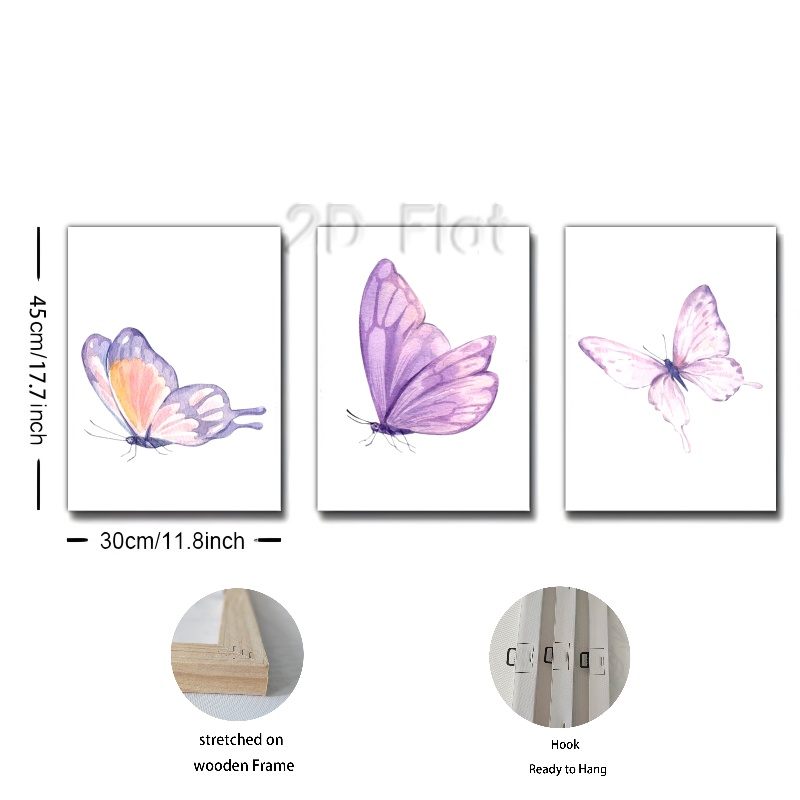 2D Flat
45cm/17.7inch
30cm/11.8inch
stretched on
wooden Frame
Hook
Ready to Hang